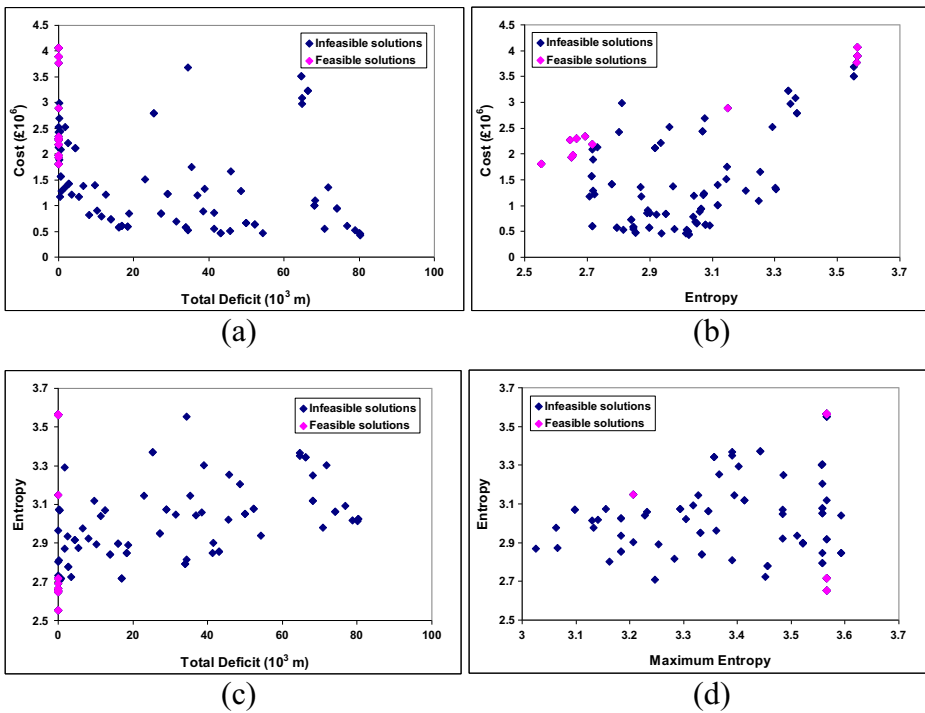 4.5
4
3.5
3
2.5
2
1.5
1
0.5
0
Cost (£10⁶)
Infeasible solutions
Feasible solutions
0 20 40 60 80 100
Total Deficit (10³ m)
(a)
4.5
4
3.5
3
2.5
2
1.5
1
0.5
0
Cost (£10⁶)
Infeasible solutions
Feasible solutions
2.5 2.7 2.9 3.1 3.3 3.5 3.7
Entropy
(b)
3.7
3.5
3.3
3.1
2.9
2.7
2.5
Entropy
Infeasible solutions
Feasible solutions
0 20 40 60 80 100
Total Deficit (10³ m)
(c)
3.7
3.5
3.3
3.1
2.9
2.7
2.5
Entropy
Infeasible solutions
Feasible solutions
3 3.1 3.2 3.3 3.4 3.5 3.6 3.7
Maximum Entropy
(d)